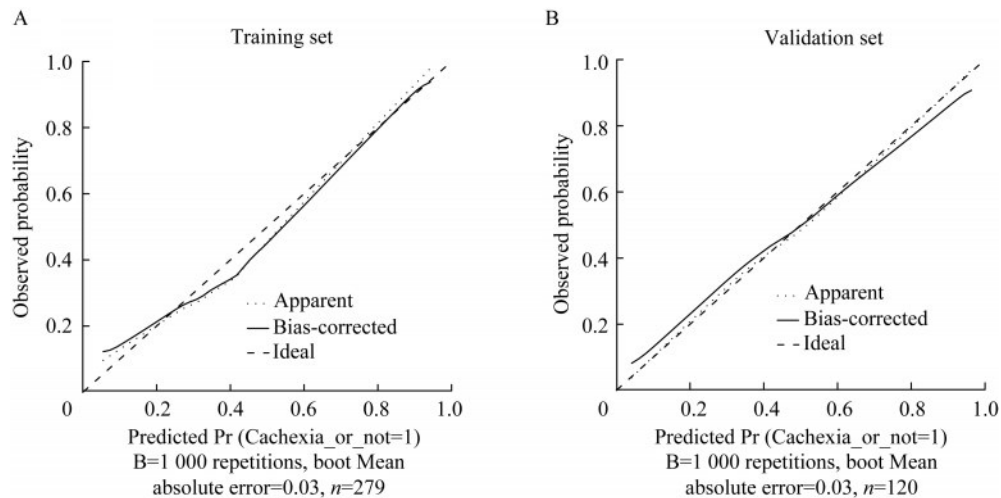 A
Training set
1.0
0.8
0.6
0.4
0.2
0
0.2
0.4
0.6
0.8
1.0
Observed probability
Apparent
Bias-corrected
Ideal
Predicted Pr (Cachexia_or_not=1)
B=1 000 repetitions, boot Mean
absolute error=0.03, n=279
B
Validation set
1.0
0.8
0.6
0.4
0.2
0
0.2
0.4
0.6
0.8
1.0
Observed probability
Apparent
Bias-corrected
Ideal
Predicted Pr (Cachexia_or_not=1)
B=1 000 repetitions, boot Mean
absolute error=0.03, n=120